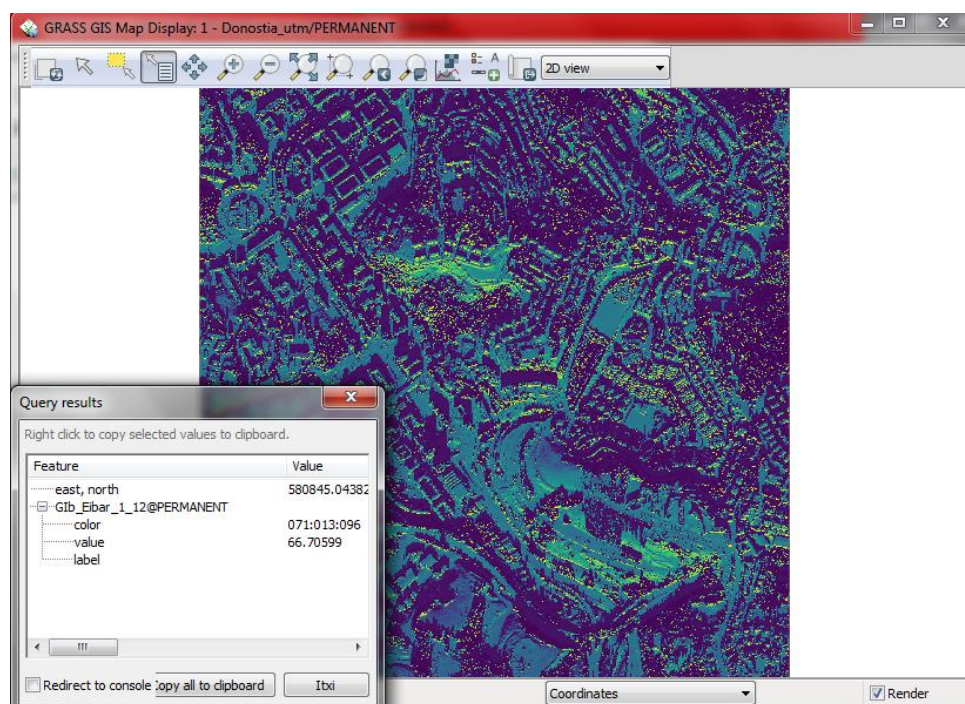 GRASS GIS Map Display: 1 - Donostia_utm/PERMANENT
2D view
Query results
Right click to copy selected values to clipboard.
Feature Value
east, north 580845.04382
GIb_Eibar_1_12@PERMANENT
color 071:013:096
value 66.70599
label
Redirect to console Copy all to clipboard Itxi
Coordinates Render